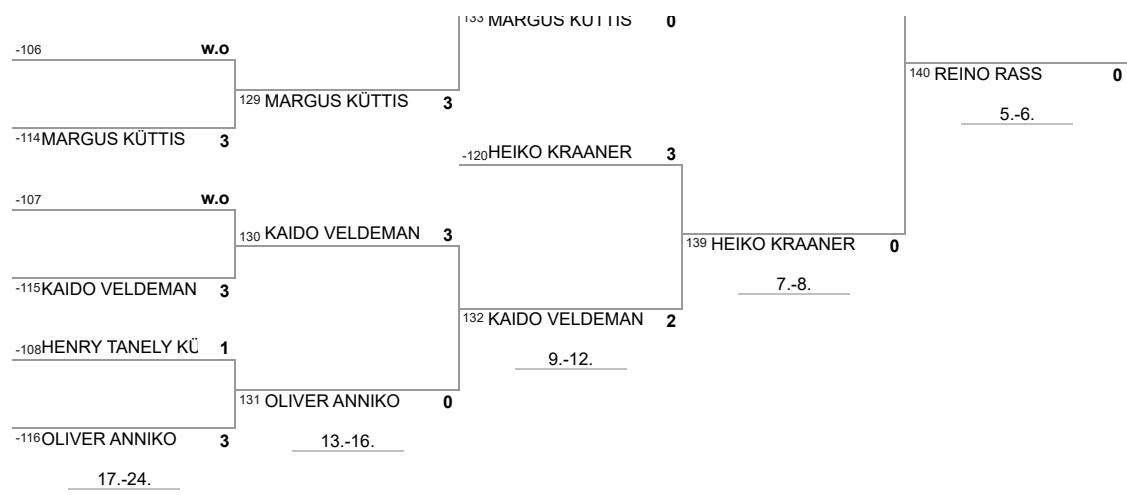 133 MARGUS KÜTTIS 0
-106 w.o
140 REINO RASS 0
129 MARGUS KÜTTIS 3
5.-6.
-114 MARGUS KÜTTIS 3
-120 HEIKO KRAANER 3
-107 w.o
130 KAIDO VELDEMAN 3
139 HEIKO KRAANER 0
-115 KAIDO VELDEMAN 3
7.-8.
132 KAIDO VELDEMAN 2
-108 HENRY TANELY KÜ 1
9.-12.
131 OLIVER ANNIKO 0
-116 OLIVER ANNIKO 3
13.-16.
17.-24.